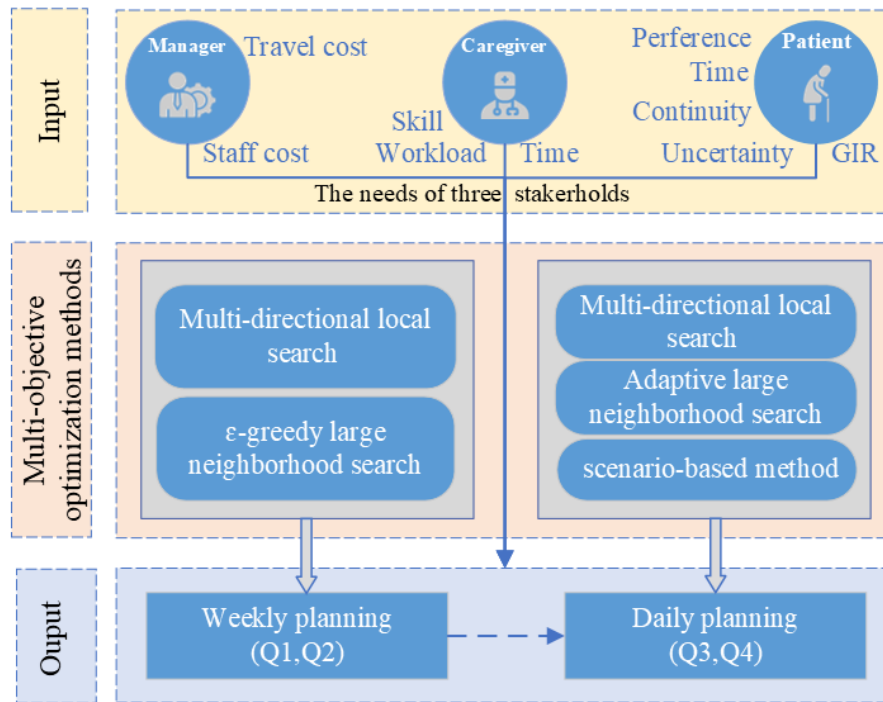 Input
Manager
Travel cost
Staff cost
Caregiver
Skill
Workload
Time
Perference
Time
Continuity
Uncertainty
Patient
GIR
The needs of three stakerholds
Multi-objective
optimization methods
Multi-directional local
search
ε-greedy large
neighborhood search
Multi-directional local
search
Adaptive large
neighborhood search
scenario-based method
Ouput
Weekly planning
(Q1,Q2)
Daily planning
(Q3,Q4)